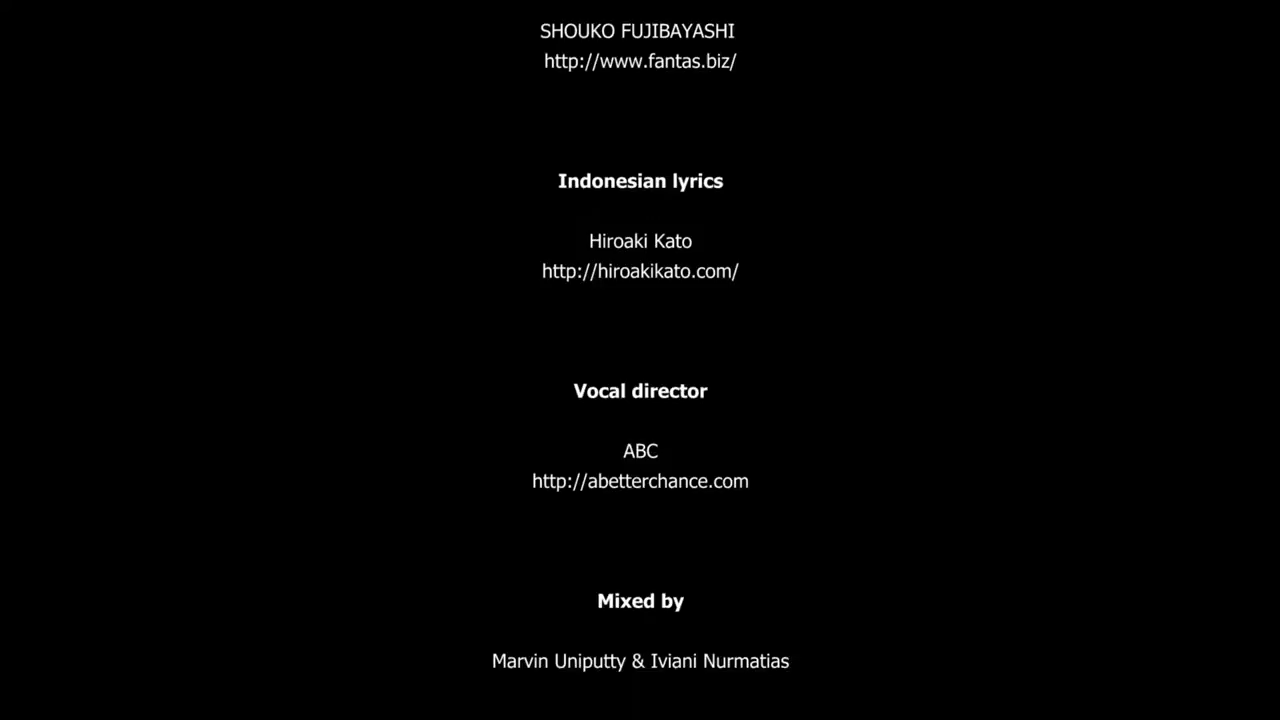 SHOUKO FUJIBAYASHI
http://www.fantas.biz/
Indonesian lyrics
Hiroaki Kato
http://hiroakikato.com/
Vocal director
ABC
http://abetterchance.com
Mixed by
Marvin Uniputty & Iviani Nurmatias